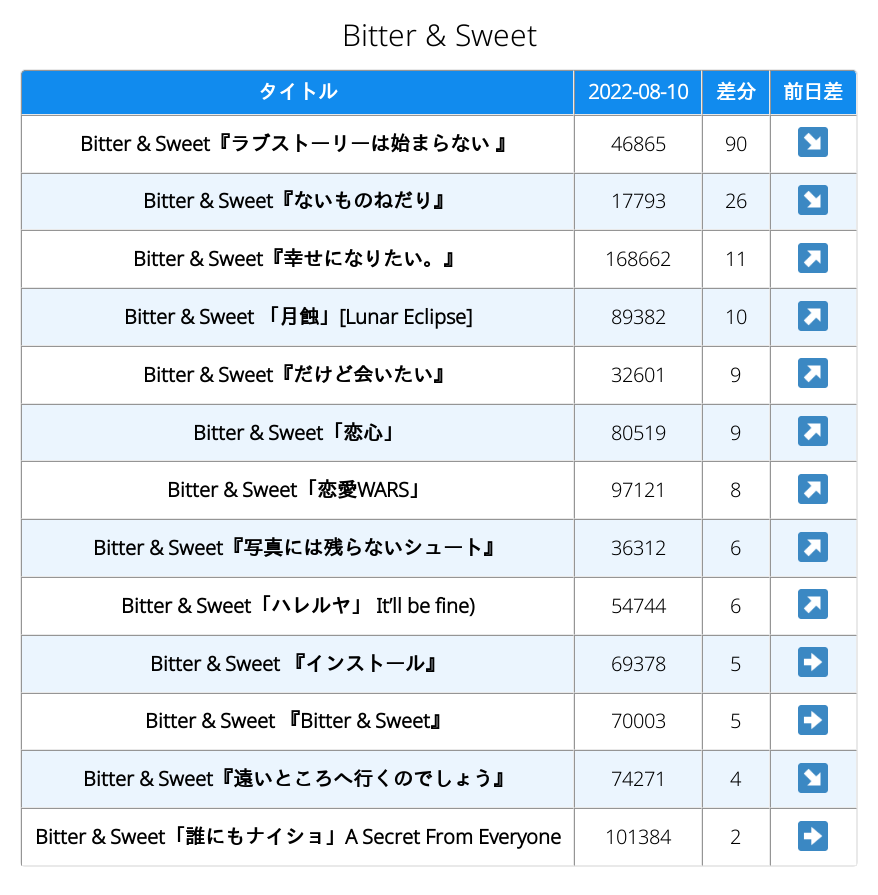 Bitter & Sweet
タイトル 2022-08-10 差分 前日差
Bitter & Sweet『ラブストーリーは始まらない 』 46865 90 ↘
Bitter & Sweet『ないものねだり』 17793 26 ↘
Bitter & Sweet『幸せになりたい。』 168662 11 ↗
Bitter & Sweet 「月蝕」[Lunar Eclipse] 89382 10 ↗
Bitter & Sweet『だけど会いたい』 32601 9 ↗
Bitter & Sweet「恋心」 80519 9 ↗
Bitter & Sweet「恋愛WARS」 97121 8 ↗
Bitter & Sweet『写真には残らないシュート』 36312 6 ↗
Bitter & Sweet「ハレルヤ」 It'll be fine) 54744 6 ↗
Bitter & Sweet 『インストール』 69378 5 ➡
Bitter & Sweet 『Bitter & Sweet』 70003 5 ➡
Bitter & Sweet『遠いところへ行くのでしょう』 74271 4 ↘
Bitter & Sweet「誰にもナイショ」A Secret From Everyone 101384 2 ➡